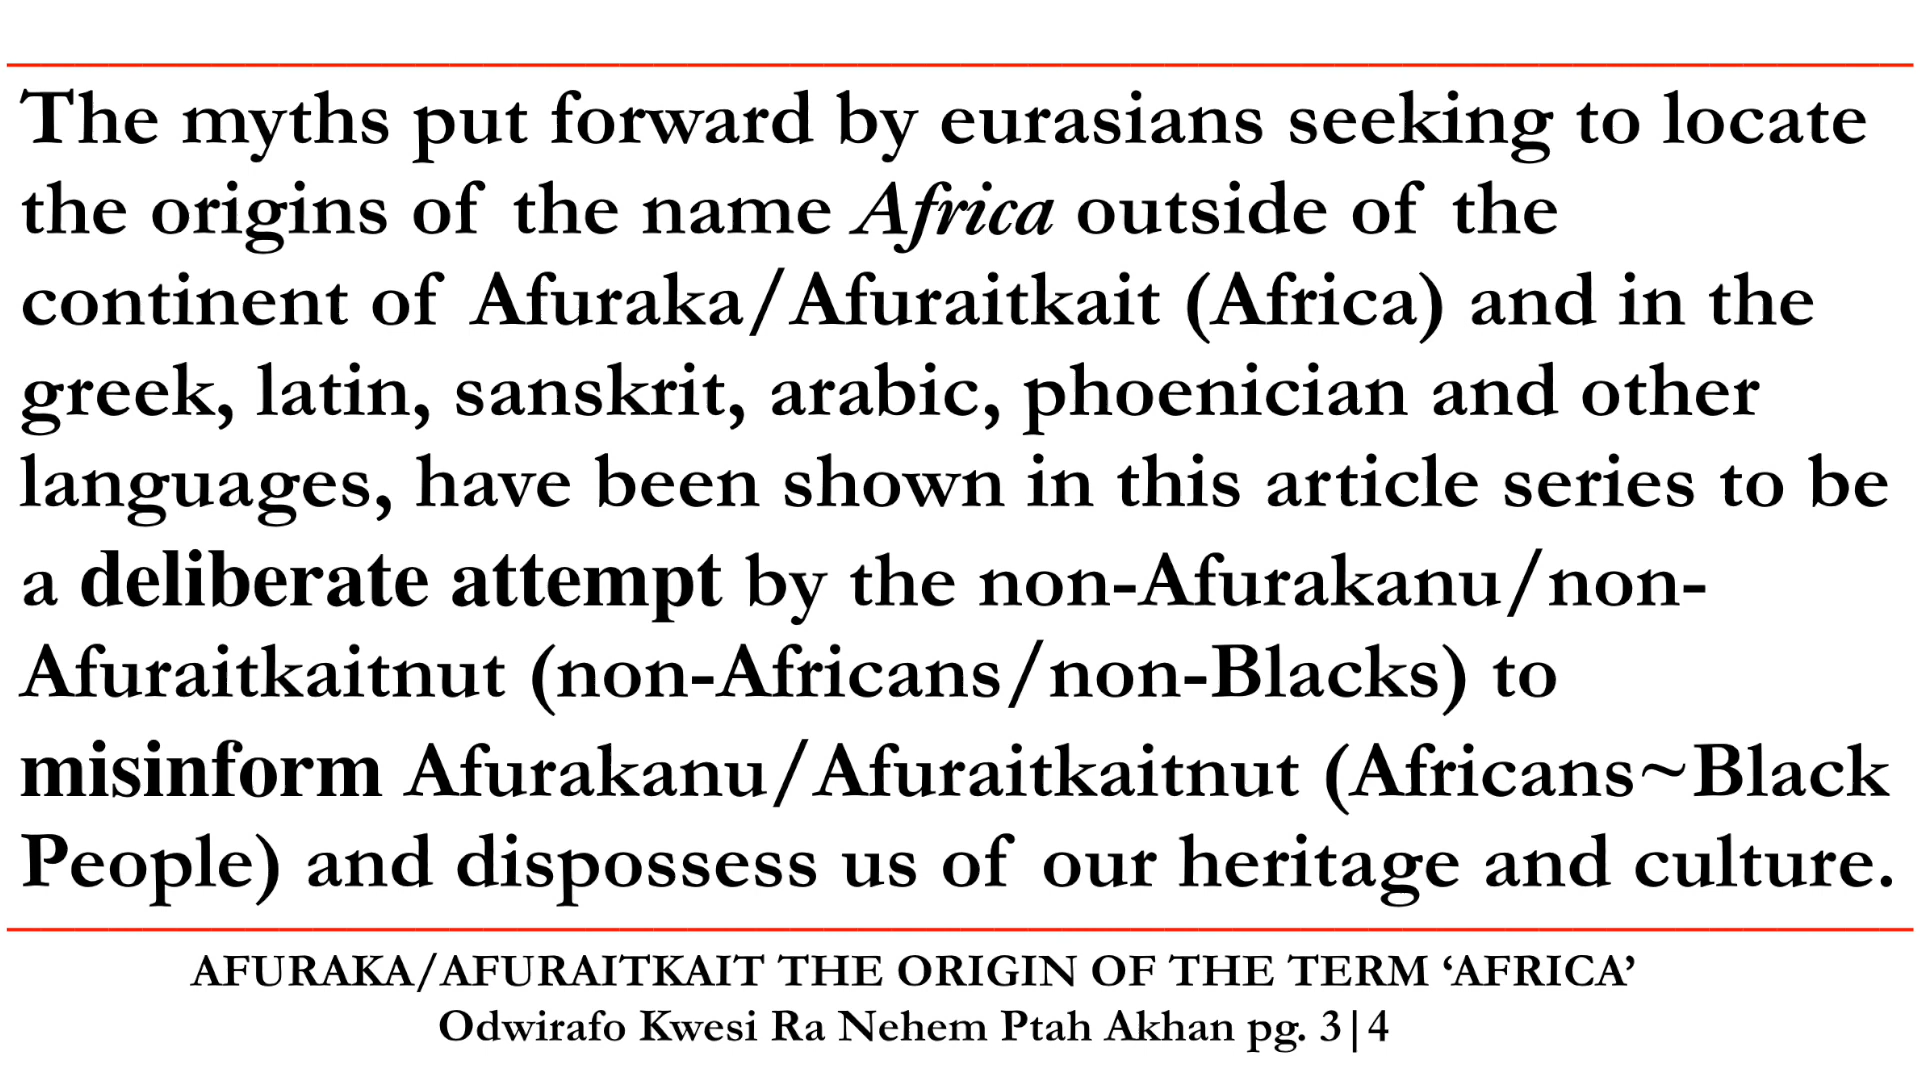 The myths put forward by eurasians seeking to locate
the origins of the name Africa outside of the
continent of Afuraka/Afuraitkait (Africa) and in the
greek, latin, sanskrit, arabic, phoenician and other
languages, have been shown in this article series to be
a deliberate attempt by the non-Afurakanu/non-
Afuraitkaitnut (non-Africans/non-Blacks) to
misinform Afurakanu/Afuraitkaitnut (Africans~Black
People) and dispossess us of our heritage and culture.
AFURAKA/AFURAITKAIT THE ORIGIN OF THE TERM ‘AFRICA’
Odwirafo Kwesi Ra Nehem Ptah Akhan pg. 3|4